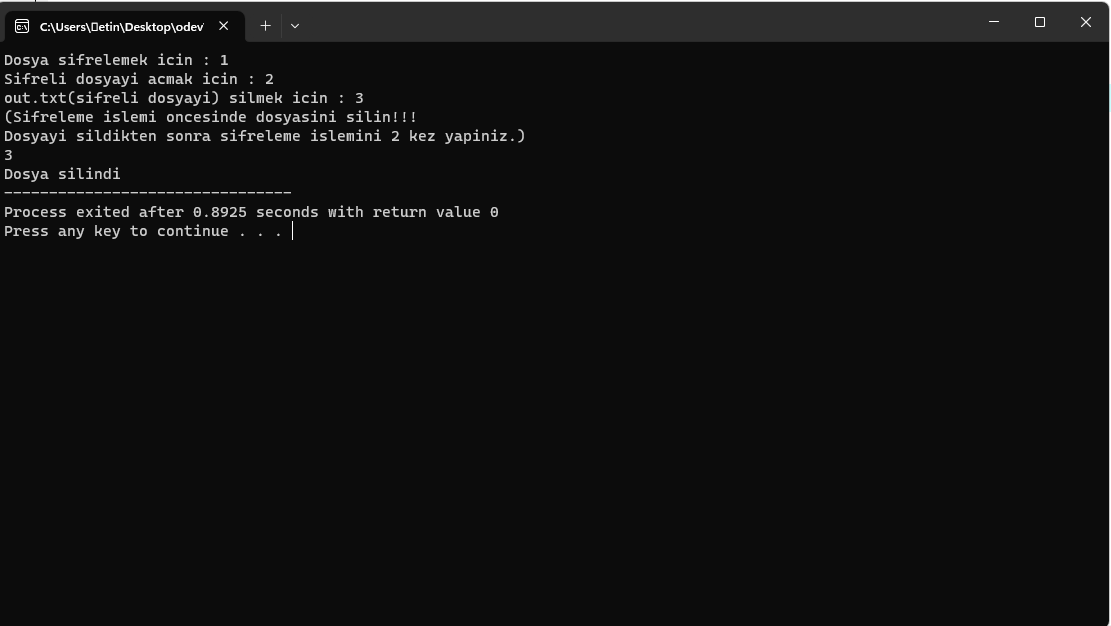 C:\Users\▯etin\Desktop\odev
Dosya sifrelemek icin : 1
Sifreli dosyayi acmak icin : 2
out.txt(sifreli dosyayi) silmek icin : 3
(Sifreleme islemi oncesinde dosyasini silin!!!
Dosyayi sildikten sonra sifreleme islemini 2 kez yapiniz.)
3
Dosya silindi
--------------------------------
Process exited after 0.8925 seconds with return value 0
Press any key to continue . . .